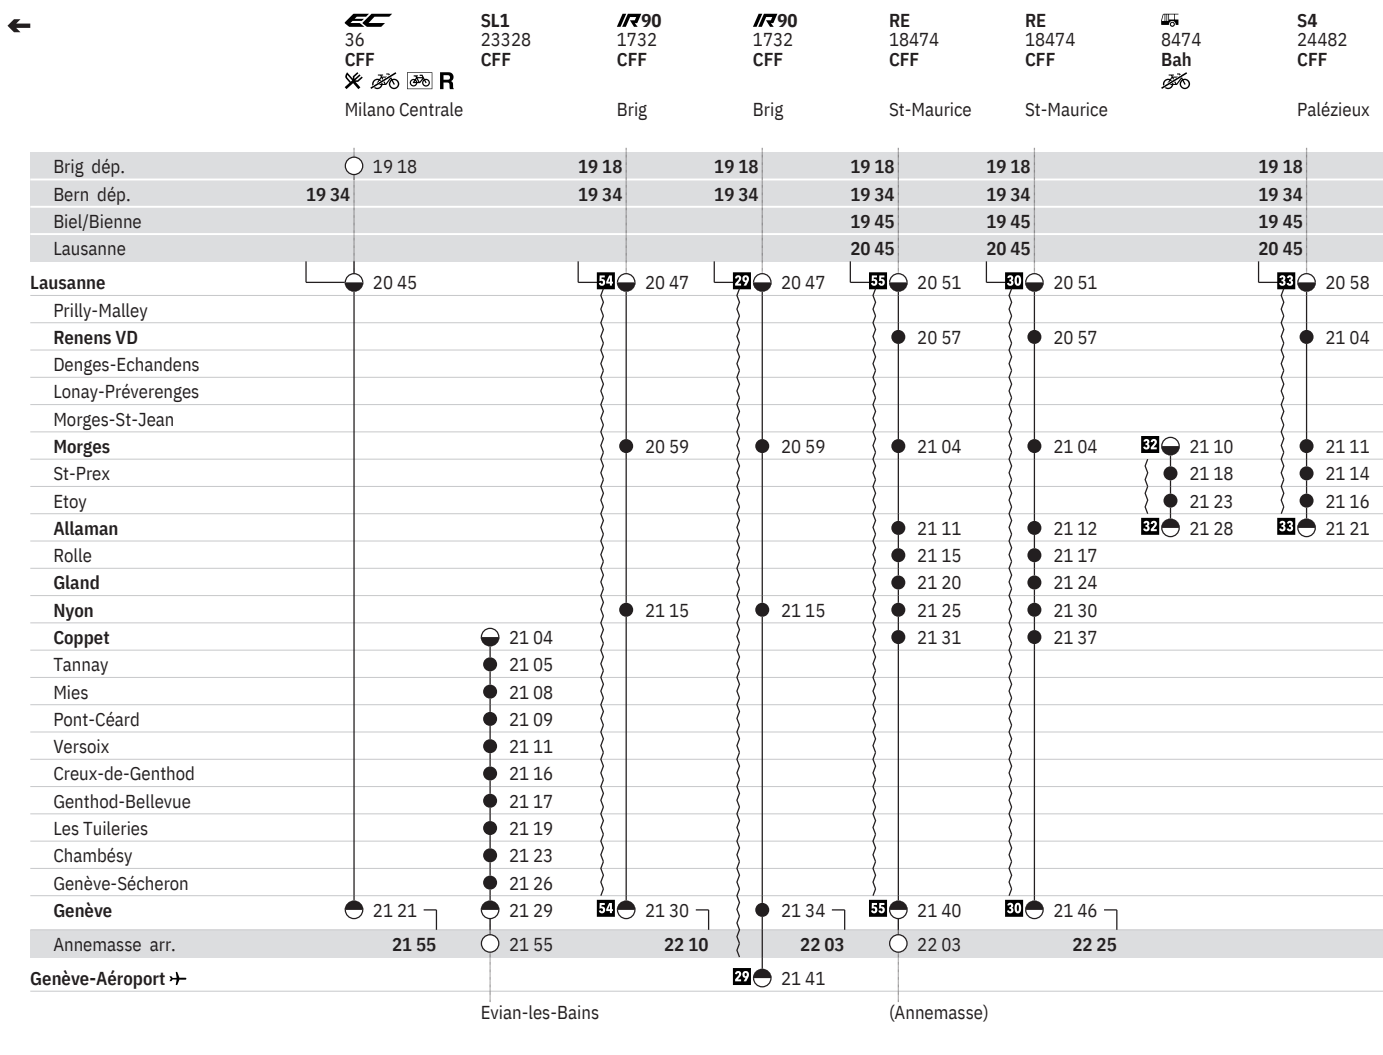 EC SL1 IR90 IR90 RE RE S4
36 23328 1732 1732 18474 18474 8474 24482
CFF CFF CFF CFF CFF CFF Bah CFF
R
Milano Centrale Brig Brig St-Maurice St-Maurice Palézieux
Brig dép. 19 18 19 18 19 18 19 18 19 18 19 18
Bern dép. 19 34 19 34 19 34 19 34 19 34 19 34
Biel/Bienne 19 45 19 45 19 45
Lausanne 20 45 20 45 20 45
Lausanne 20 45 54 20 47 29 20 47 55 20 51 30 20 51 33 20 58
Prilly-Malley
Renens VD 20 57 20 57 21 04
Denges-Echandens
Lonay-Préverenges
Morges-St-Jean
Morges 20 59 20 59 21 04 21 04 32 21 10 21 11
St-Prex 21 18 21 14
Etoy 21 23 21 16
Allaman 21 11 21 12 32 21 28 33 21 21
Rolle 21 15 21 17
Gland 21 20 21 24
Nyon 21 15 21 15 21 25 21 30
Coppet 21 04 21 31 21 37
Tannay 21 05
Mies 21 08
Pont-Céard 21 09
Versoix 21 11
Creux-de-Genthod 21 16
Genthod-Bellevue 21 17
Les Tuileries 21 19
Chambésy 21 23
Genève-Sécheron 21 26
Genève 21 21 21 29 54 21 30 21 34 55 21 40 30 21 46
Annemasse arr. 21 55 21 55 22 10 22 03 22 03 22 25
Genève-Aéroport 29 21 41
Evian-les-Bains (Annemasse)